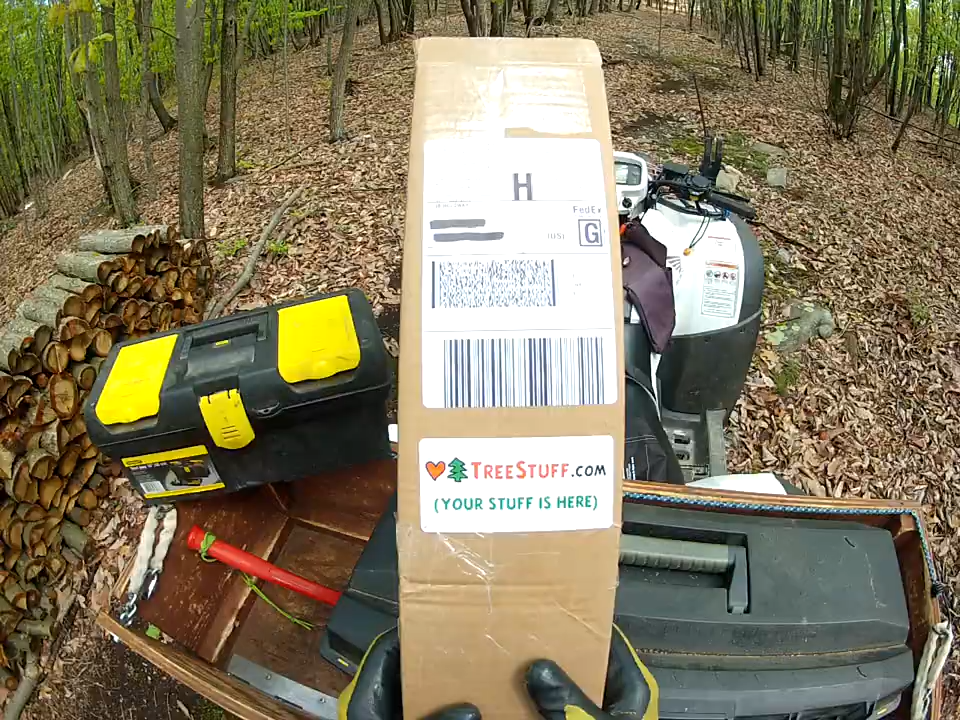 H
FedEx
(US)
G
TREESTUFF.COM
(YOUR STUFF IS HERE)